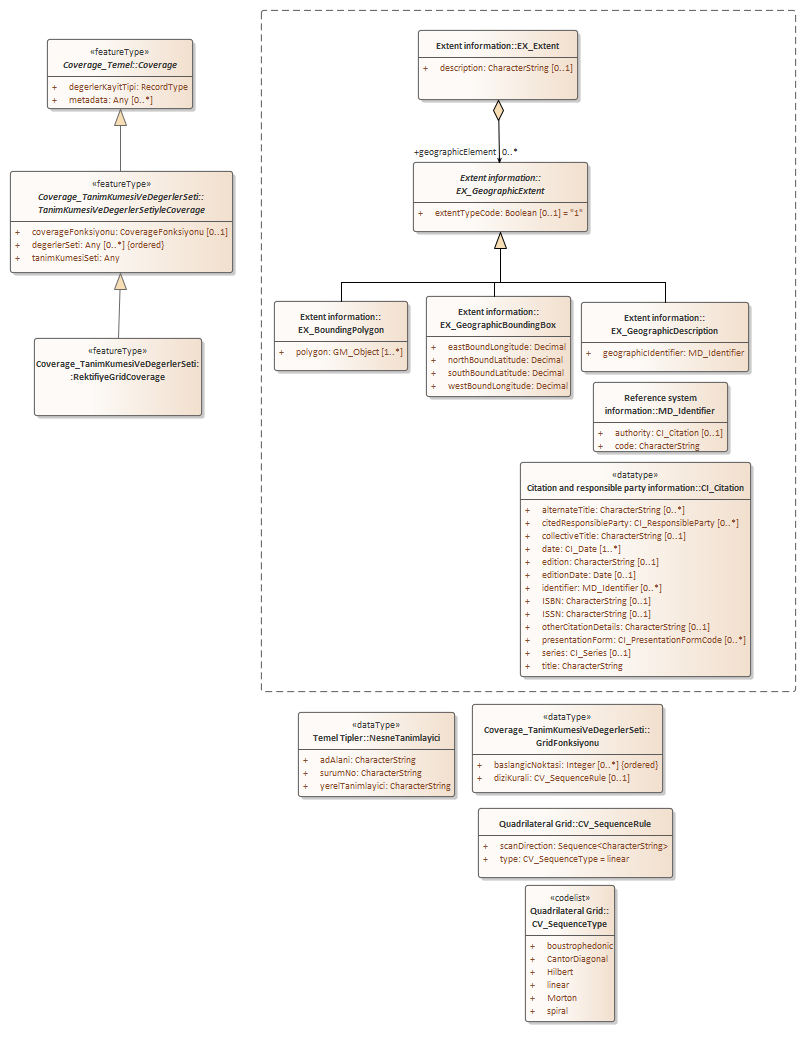 «featureType»
Coverage_Temel::Coverage
+ degerlerKayitTipi: RecordType
+ metadata: Any [0..*]
«featureType»
Coverage_TanimKumesiVeDegerlerSeti::
TanimKumesiVeDegerlerSetiyleCoverage
+ coverageFonksiyonu: CoverageFonksiyonu [0..1]
+ degerlerSeti: Any [0..*] {ordered}
+ tanimKumesiSeti: Any
«featureType»
Coverage_TanimKumesiVeDegerlerSeti:
:RektifiyeGridCoverage
Extent information::EX_Extent
+ description: CharacterString [0..1]
+geographicElement 0..*
Extent information::
EX_GeographicExtent
+ extentTypeCode: Boolean [0..1] = "1"
Extent information::
EX_BoundingPolygon
+ polygon: GM_Object [1..*]
Extent information::
EX_GeographicBoundingBox
+ eastBoundLongitude: Decimal
+ northBoundLatitude: Decimal
+ southBoundLatitude: Decimal
+ westBoundLongitude: Decimal
Extent information::
EX_GeographicDescription
+ geographicIdentifier: MD_Identifier
Reference system
information::MD_Identifier
+ authority: CI_Citation [0..1]
+ code: CharacterString
«datatype»
Citation and responsible party information::CI_Citation
+ alternateTitle: CharacterString [0..*]
+ citedResponsibleParty: CI_ResponsibleParty [0..*]
+ collectiveTitle: CharacterString [0..1]
+ date: CI_Date [1..*]
+ edition: CharacterString [0..1]
+ editionDate: Date [0..1]
+ identifier: MD_Identifier [0..*]
+ ISBN: CharacterString [0..1]
+ ISSN: CharacterString [0..1]
+ otherCitationDetails: CharacterString [0..1]
+ presentationForm: CI_PresentationFormCode [0..*]
+ series: CI_Series [0..1]
+ title: CharacterString
«dataType»
Temel Tipler::NesneTanimlayici
+ adAlani: CharacterString
+ surumNo: CharacterString
+ yerelTanimlayici: CharacterString
«dataType»
Coverage_TanimKumesiVeDegerlerSeti::
GridFonksiyonu
+ baslangicNoktasi: Integer [0..*] {ordered}
+ diziKurali: CV_SequenceRule [0..1]
Quadrilateral Grid::CV_SequenceRule
+ scanDirection: Sequence<CharacterString>
+ type: CV_SequenceType = linear
«codelist»
Quadrilateral Grid::
CV_SequenceType
+ boustrophedonic
+ CantorDiagonal
+ Hilbert
+ linear
+ Morton
+ spiral